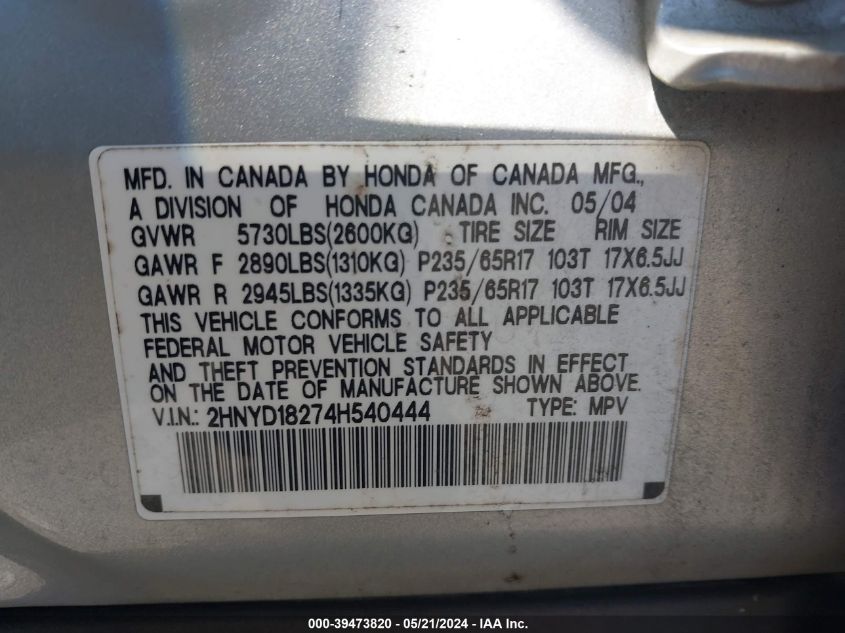 MFD. IN CANADA BY HONDA OF CANADA MFG.,
A DIVISION OF HONDA CANADA INC. 05/04
GVWR 5730LBS(2600KG) TIRE SIZE RIM SIZE
GAWR F 2890LBS(1310KG) P235/65R17 103T 17X6.5JJ
GAWR R 2945LBS(1335KG) P235/65R17 103T 17X6.5JJ
THIS VEHICLE CONFORMS TO ALL APPLICABLE
FEDERAL MOTOR VEHICLE SAFETY
AND THEFT PREVENTION STANDARDS IN EFFECT
ON THE DATE OF MANUFACTURE SHOWN ABOVE.
V.I.N.: 2HNYD18274H540444 TYPE: MPV
000-39473820 - 05/21/2024 - IAA Inc.